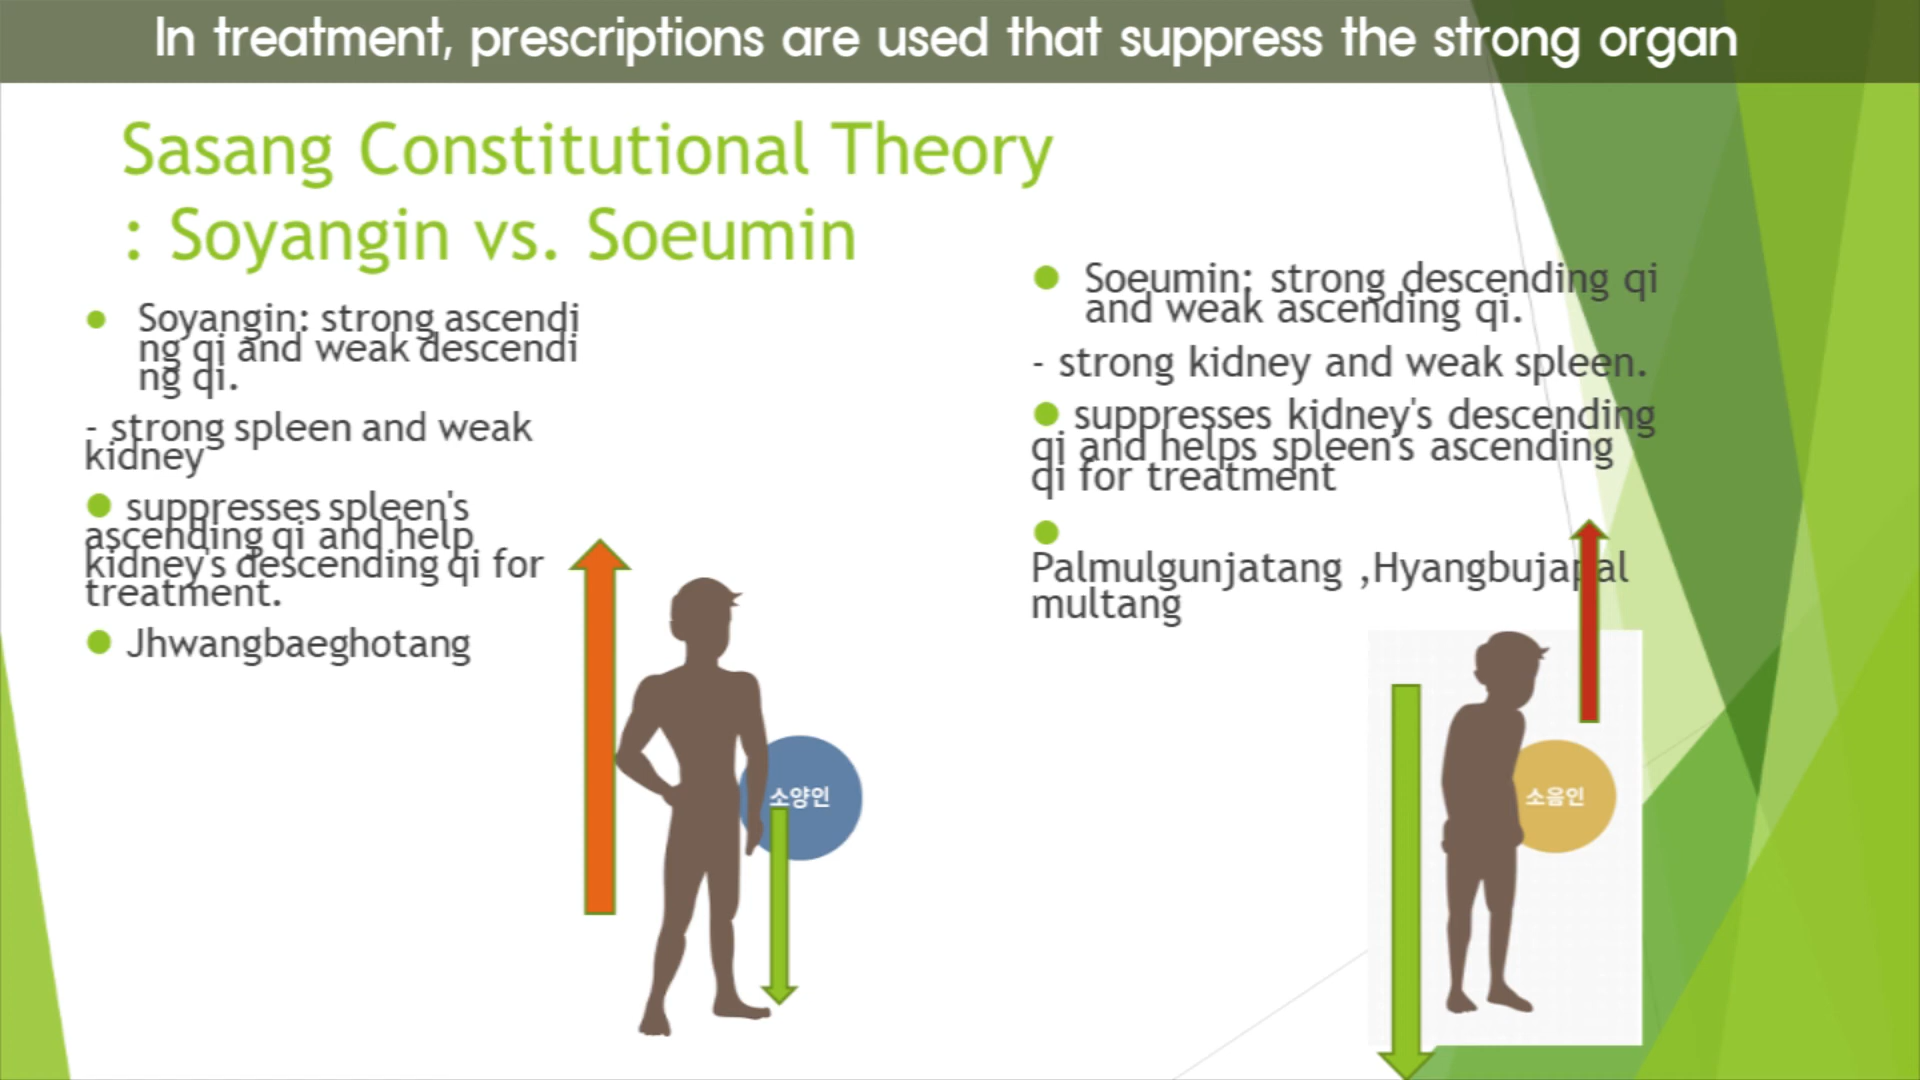 In treatment, prescriptions are used that suppress the strong organ
Sasang Constitutional Theory
: Soyangin vs. Soeumin
Soyangin: strong ascendi
ng qi and weak descendi
ng qi.
- strong spleen and weak
kidney
suppresses spleen's
ascending qi and help
kidney's descending qi for
treatment.
Jhwangbaeghotang
소양인
Soeumin: strong descending qi
and weak ascending qi.
- strong kidney and weak spleen.
suppresses kidney's descending
qi and helps spleen's ascending
qi for treatment
Palmulgunjatang ,Hyangbujapal
multang
소음인